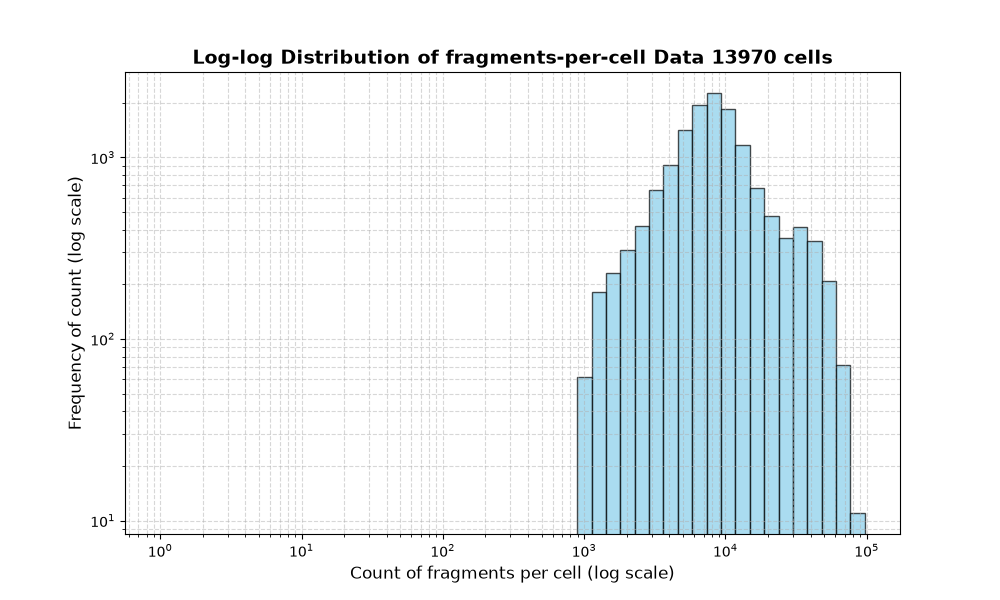 Log-log Distribution of fragments-per-cell Data 13970 cells
Frequency of count (log scale)
10³
10²
10¹
10⁰ 10¹ 10² 10³ 10⁴ 10⁵
Count of fragments per cell (log scale)